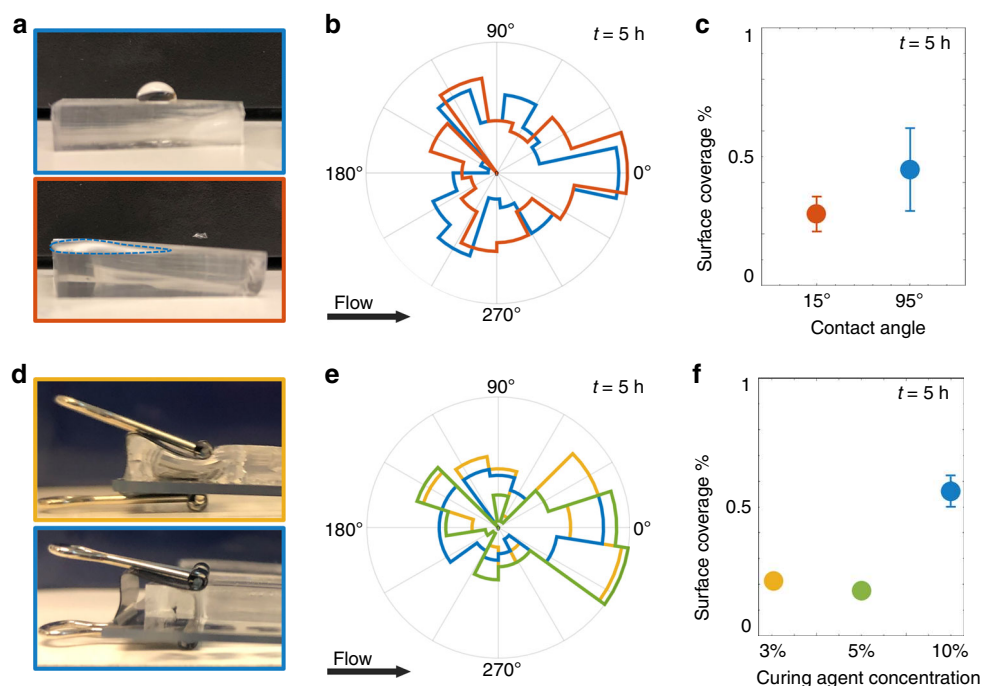 a
b
90°
t = 5 h
180°
0°
270°
Flow
c
1
t = 5 h
Surface coverage %
0.5
0
15°
95°
Contact angle
d
e
90°
t = 5 h
180°
0°
270°
Flow
f
1
t = 5 h
Surface coverage %
0.5
0
3%
5%
10%
Curing agent concentration